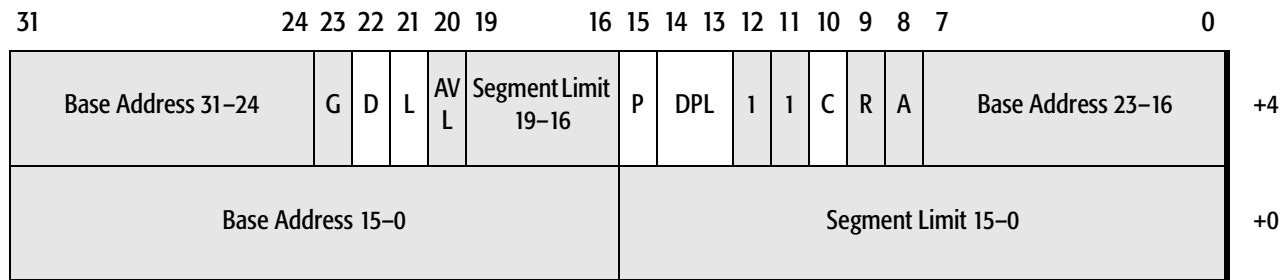 31 24 23 22 21 20 19 16 15 14 13 12 11 10 9 8 7 0
Base Address 31–24 G D L AV
L Segment Limit
19–16 P DPL 1 1 C R A Base Address 23–16 +4
Base Address 15–0 Segment Limit 15–0 +0